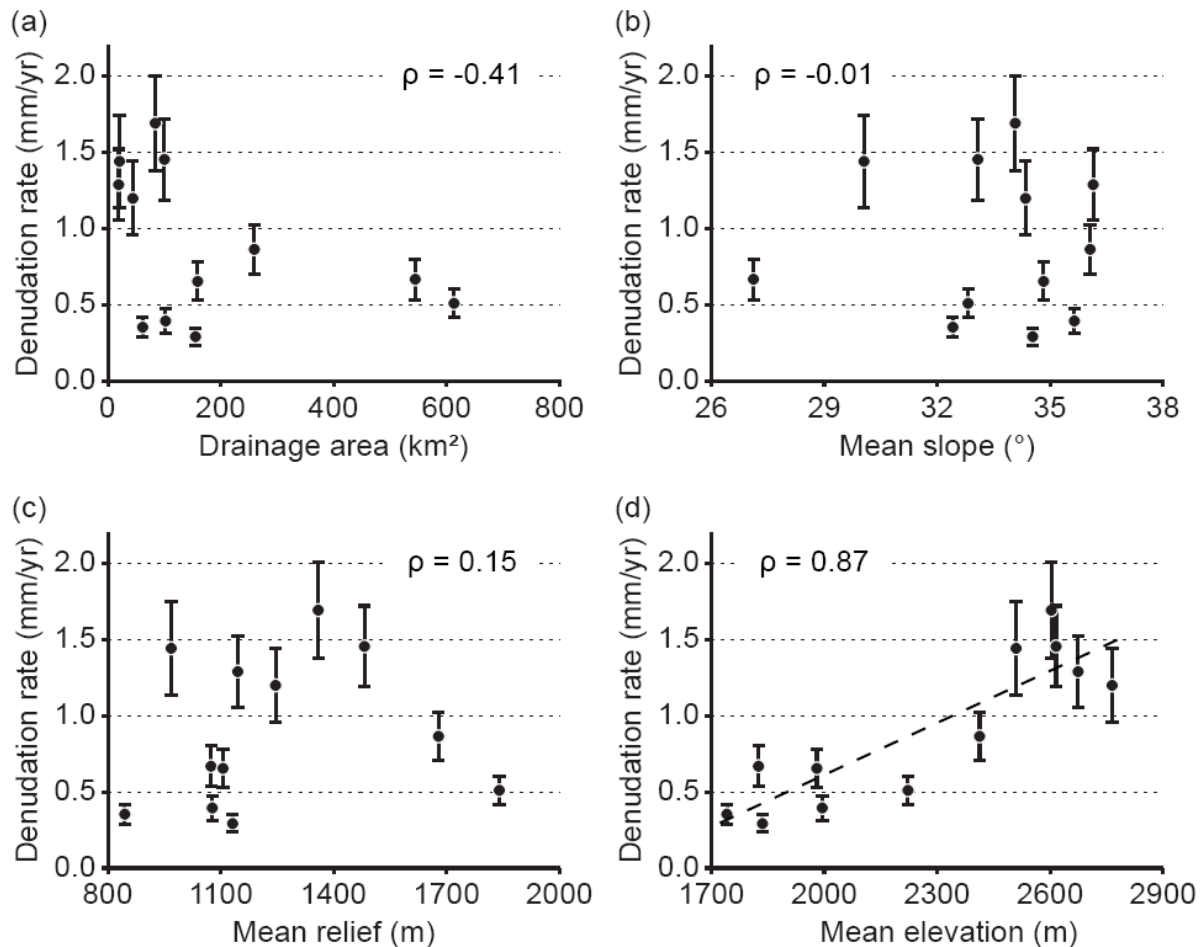 (a)
Denudation rate (mm/yr)
2.0
1.5
1.0
0.5
0.0
ρ = -0.41
0 200 400 600 800
Drainage area (km²)
(b)
Denudation rate (mm/yr)
2.0
1.5
1.0
0.5
0.0
ρ = -0.01
26 29 32 35 38
Mean slope (°)
(c)
Denudation rate (mm/yr)
2.0
1.5
1.0
0.5
0.0
ρ = 0.15
800 1100 1400 1700 2000
Mean relief (m)
(d)
Denudation rate (mm/yr)
2.0
1.5
1.0
0.5
0.0
ρ = 0.87
1700 2000 2300 2600 2900
Mean elevation (m)